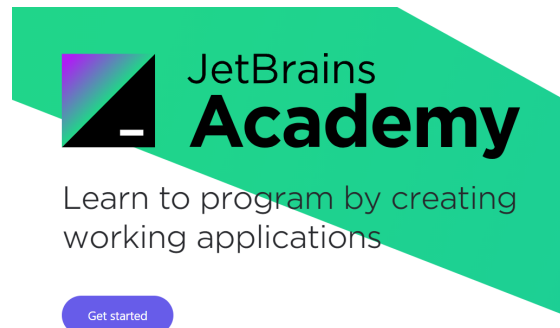 JetBrains
Academy
Learn to program by creating
working applications
Get started